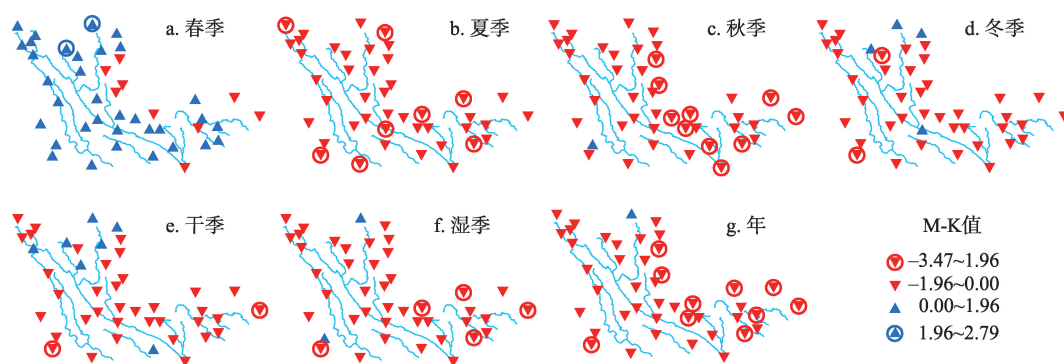 a. 春季
b. 夏季
c. 秋季
d. 冬季
e. 干季
f. 湿季
g. 年
M-K值
−3.47~1.96
−1.96~0.00
0.00~1.96
1.96~2.79